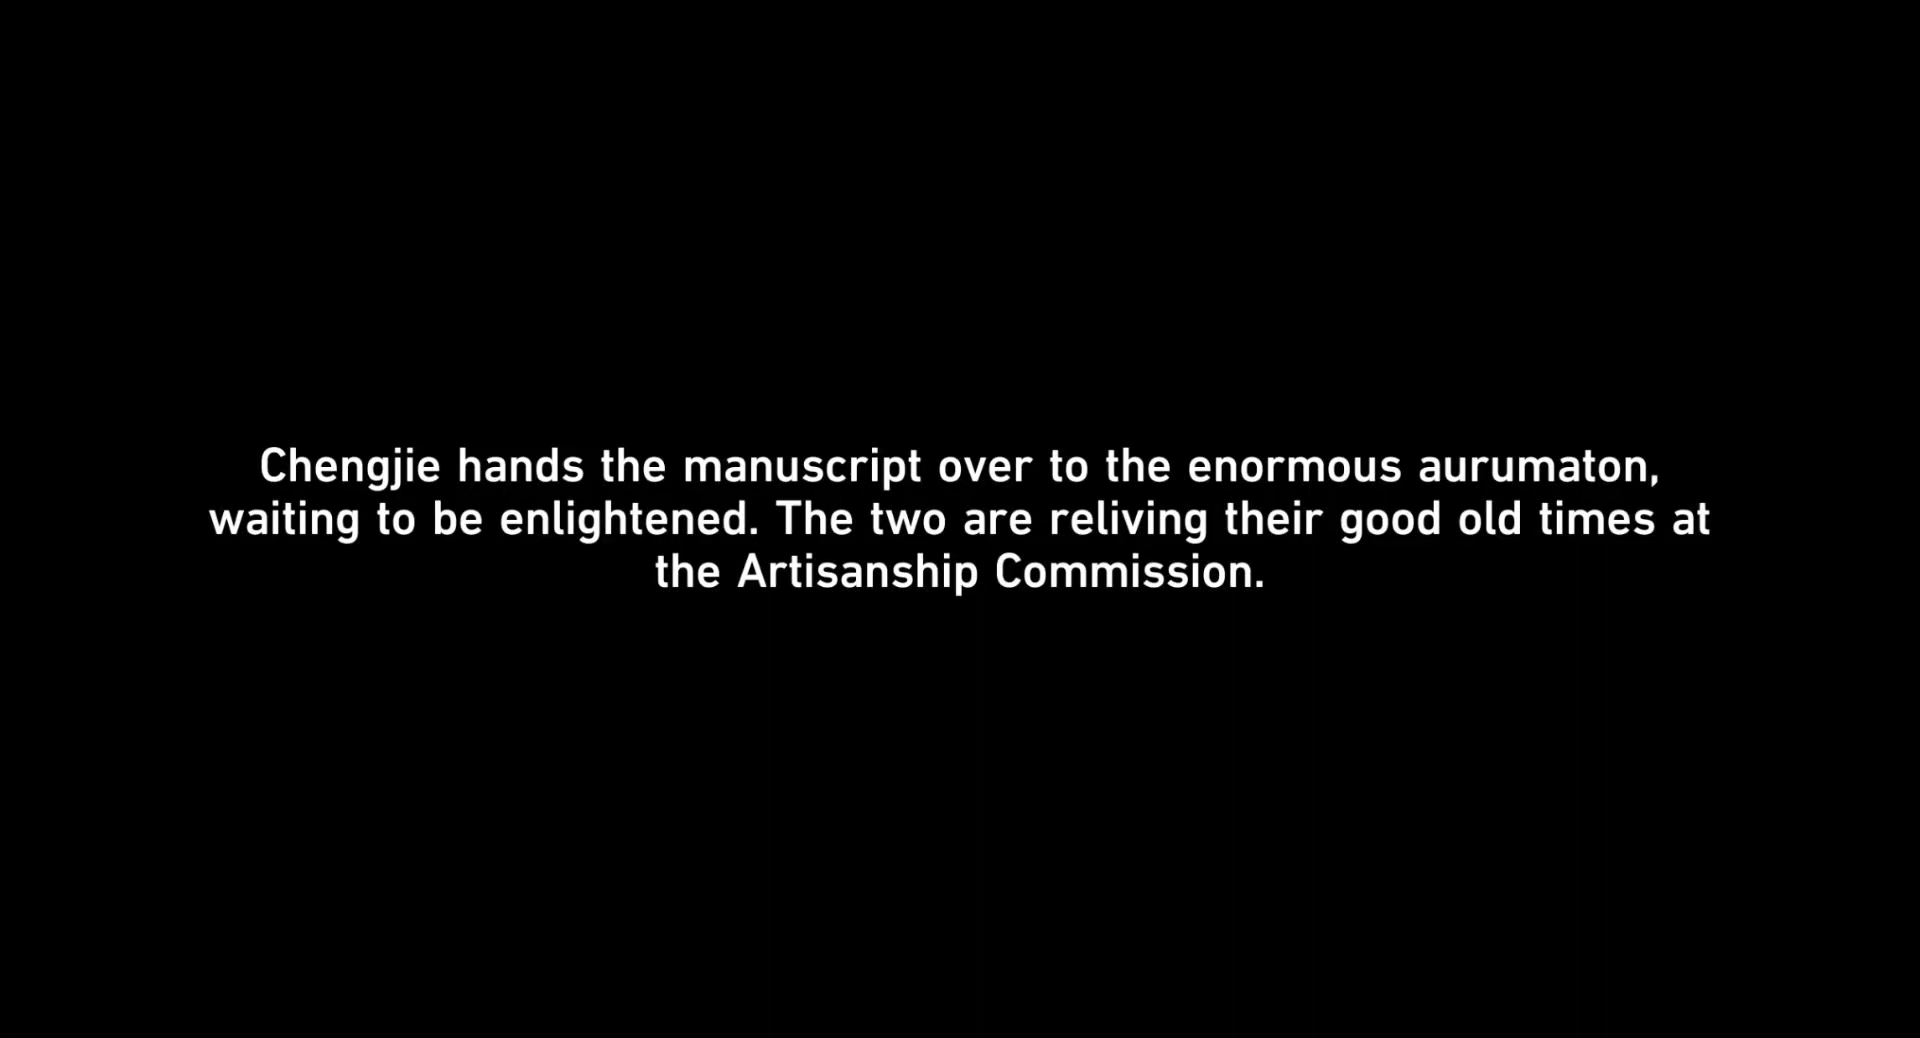 Chengjie hands the manuscript over to the enormous aurumaton,
waiting to be enlightened. The two are reliving their good old times at
the Artisanship Commission.